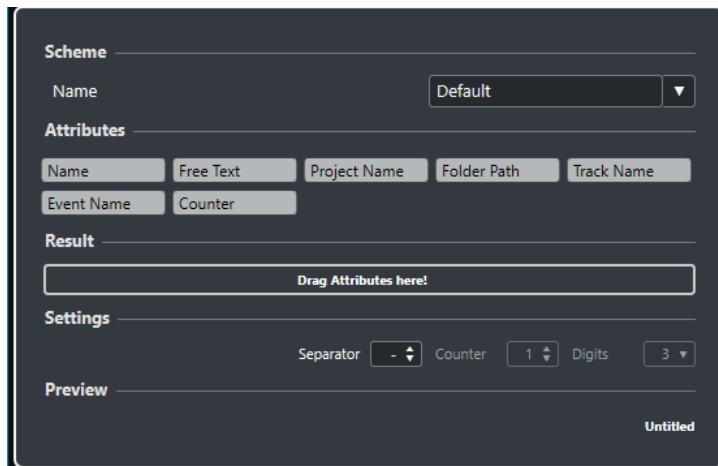 Scheme
Name Default
Attributes
Name Free Text Project Name Folder Path Track Name
Event Name Counter
Result
Drag Attributes here!
Settings
Separator - Counter 1 Digits 3
Preview
Untitled